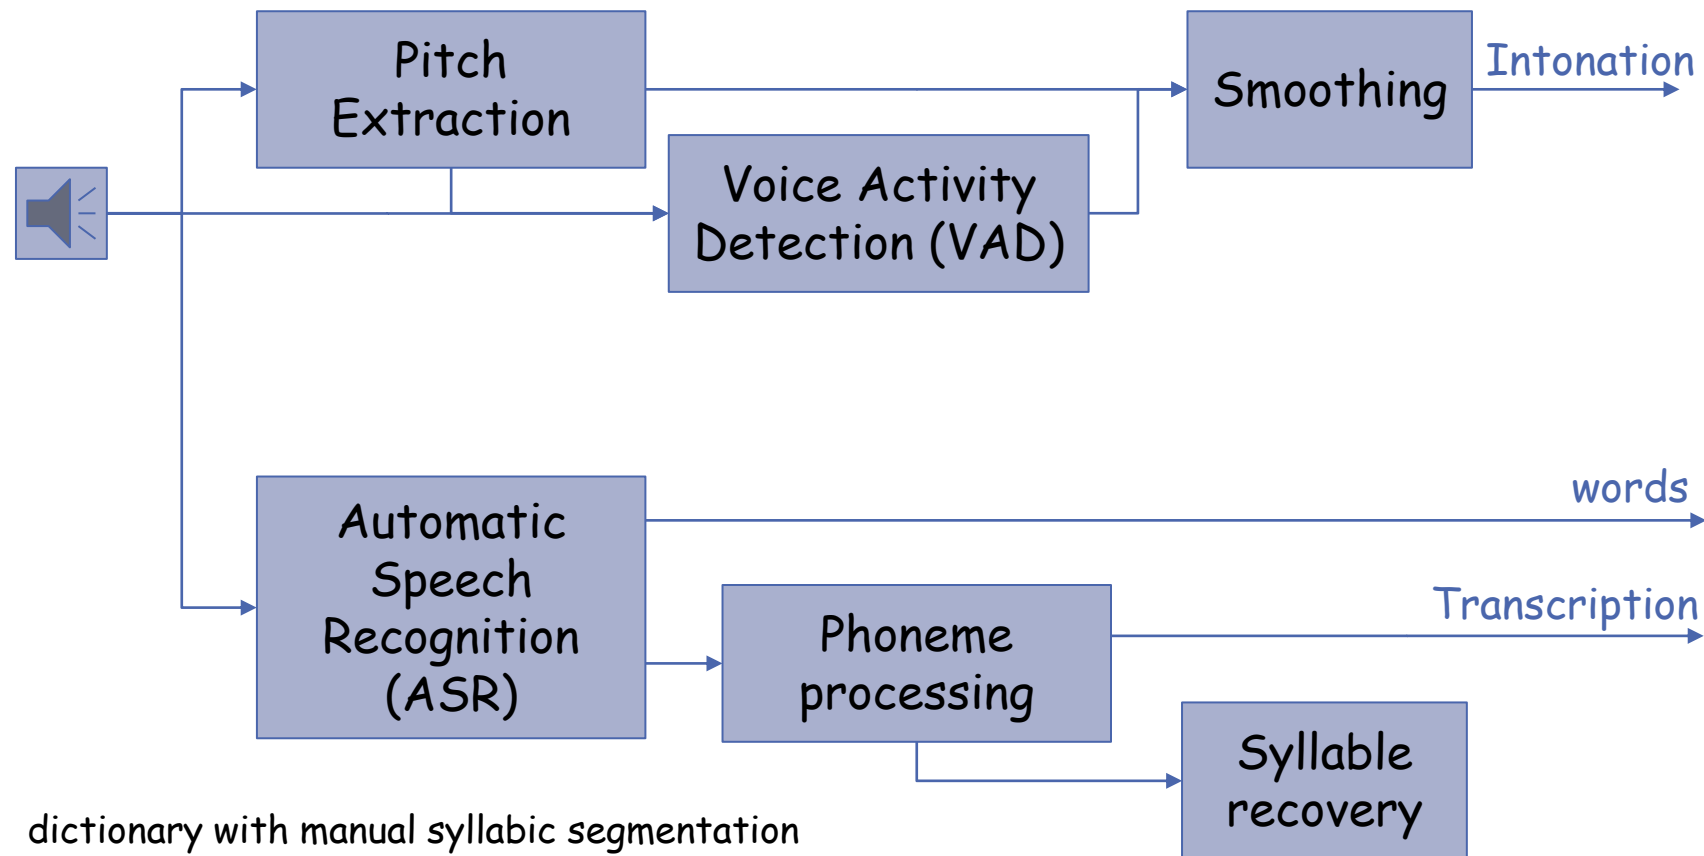 Pitch
Extraction
Smoothing
Intonation
Voice Activity
Detection (VAD)
Automatic
Speech
Recognition
(ASR)
words
Phoneme
processing
Transcription
Syllable
recovery
dictionary with manual syllabic segmentation